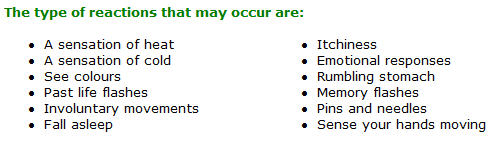 The type of reactions that may occur are:
• A sensation of heat
• A sensation of cold
• See colours
• Past life flashes
• Involuntary movements
• Fall asleep
• Itchiness
• Emotional responses
• Rumbling stomach
• Memory flashes
• Pins and needles
• Sense your hands moving